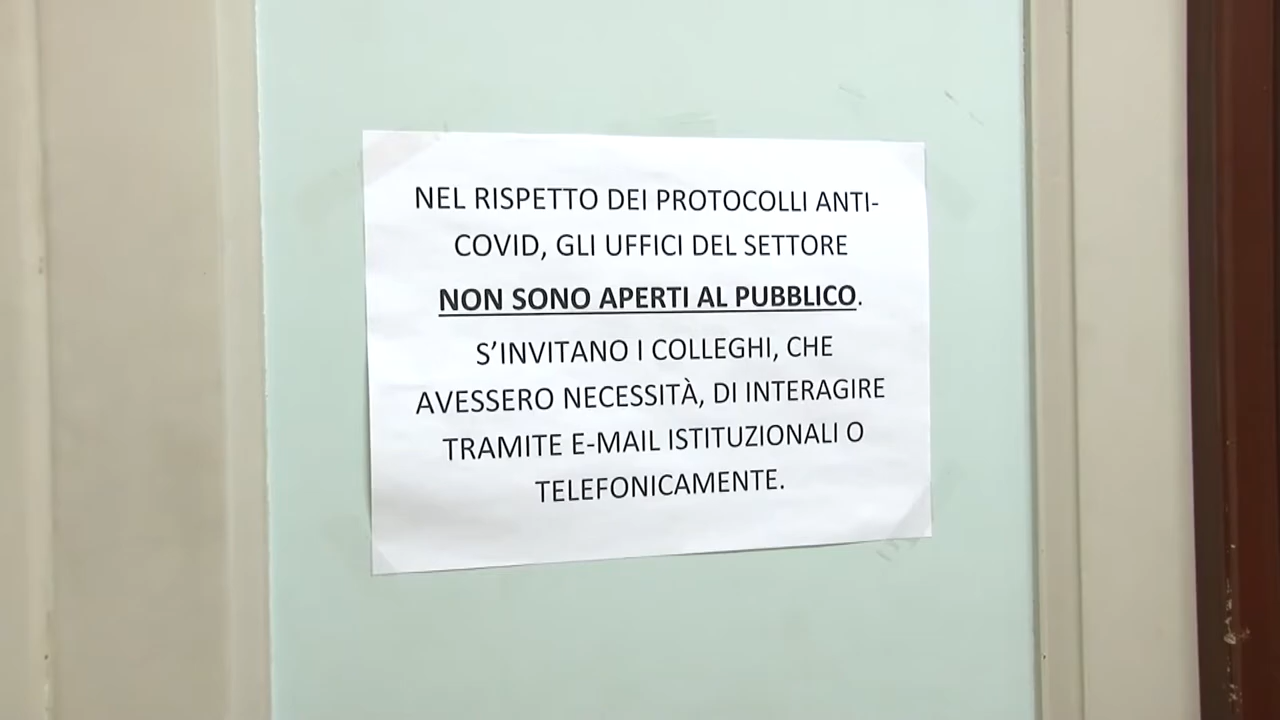 NEL RISPETTO DEI PROTOCOLLI ANTI-
COVID, GLI UFFICI DEL SETTORE
NON SONO APERTI AL PUBBLICO.
S’INVITANO I COLLEGHI, CHE
AVESSERO NECESSITÀ, DI INTERAGIRE
TRAMITE E-MAIL ISTITUZIONALI O
TELEFONICAMENTE.